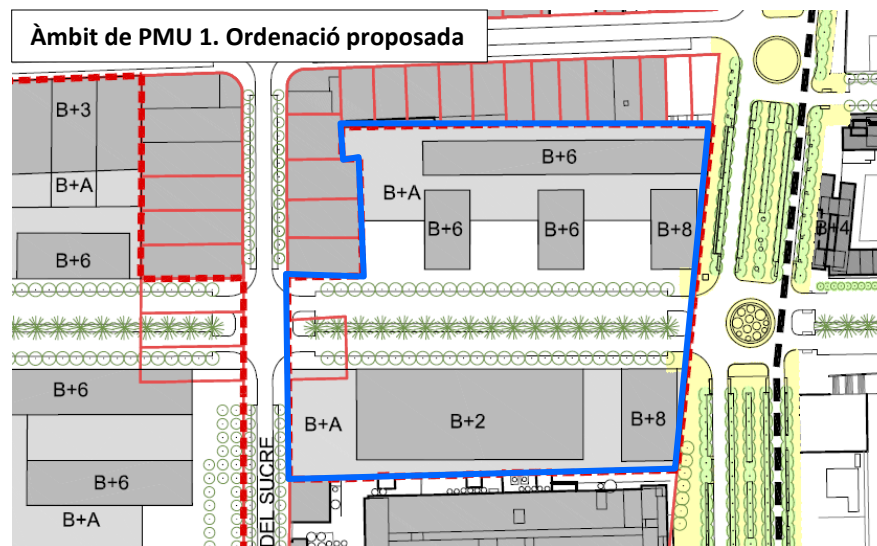 Àmbit de PMU 1. Ordenació proposada
B+3
B+6
B+A
B+A
B+6
B+6
B+8
B+4
B+6
B+6
B+A
B+2
B+8
B+6
B+A
DEL SUCRE